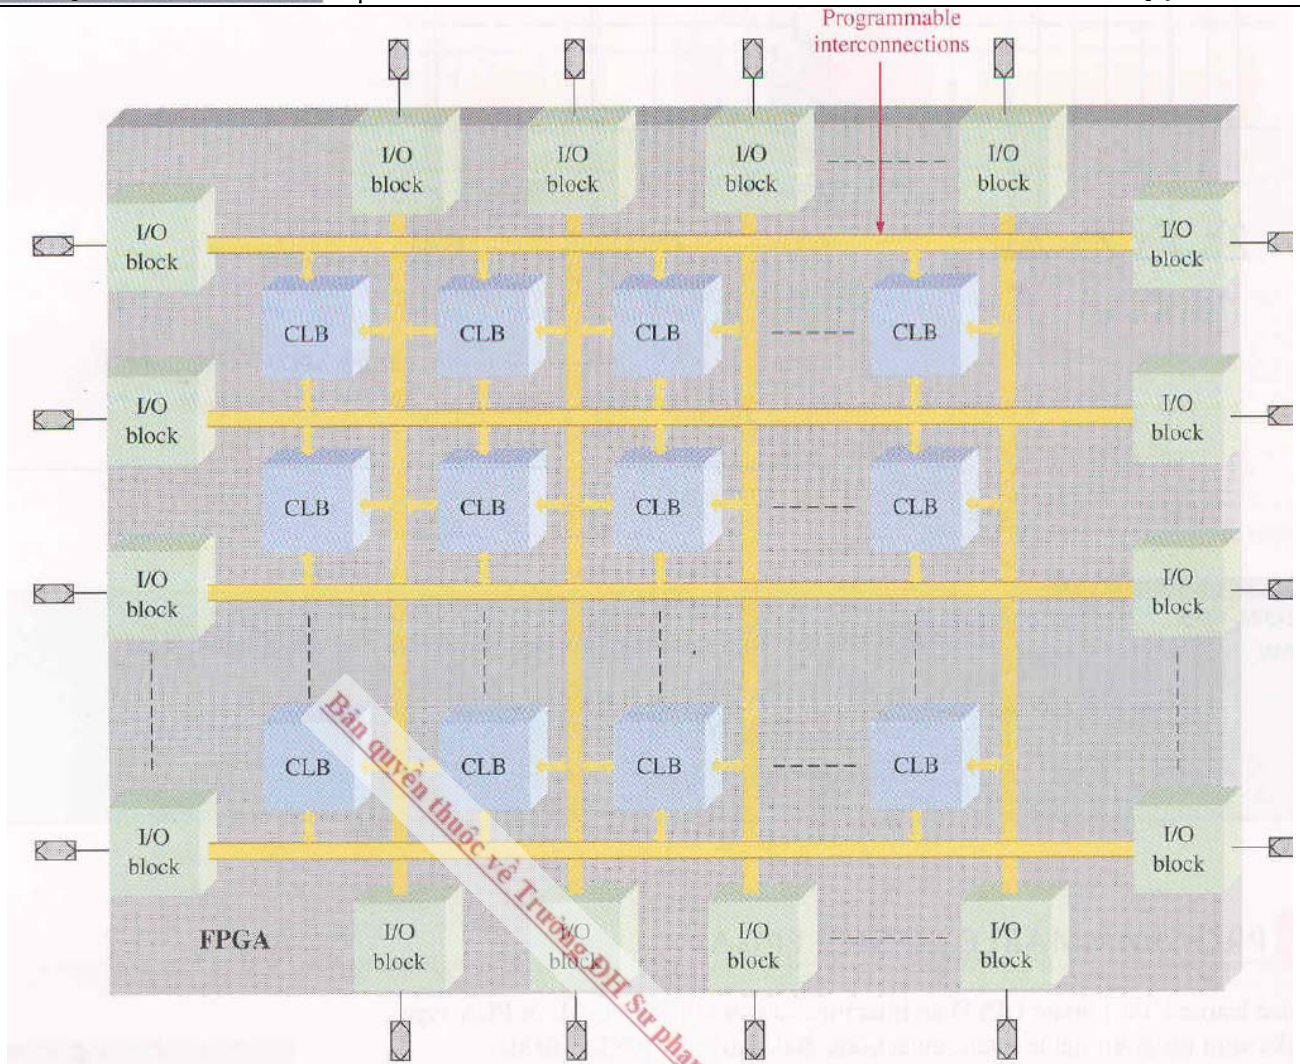 Programmable
interconnections
I/O
block
I/O
block
I/O
block
I/O
block
I/O
block
I/O
block
CLB
CLB
CLB
CLB
I/O
block
I/O
block
CLB
CLB
CLB
CLB
I/O
block
I/O
block
CLB
CLB
CLB
CLB
I/O
block
I/O
block
FPGA
I/O
block
I/O
block
I/O
block
I/O
block
Bản quyền thuộc về Trường ĐH Sư phạm